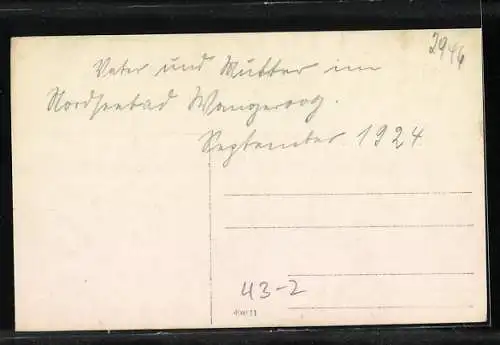 2946
Vater und Mutter im
Nordseebad Wangeroog.
September 1924
43-2